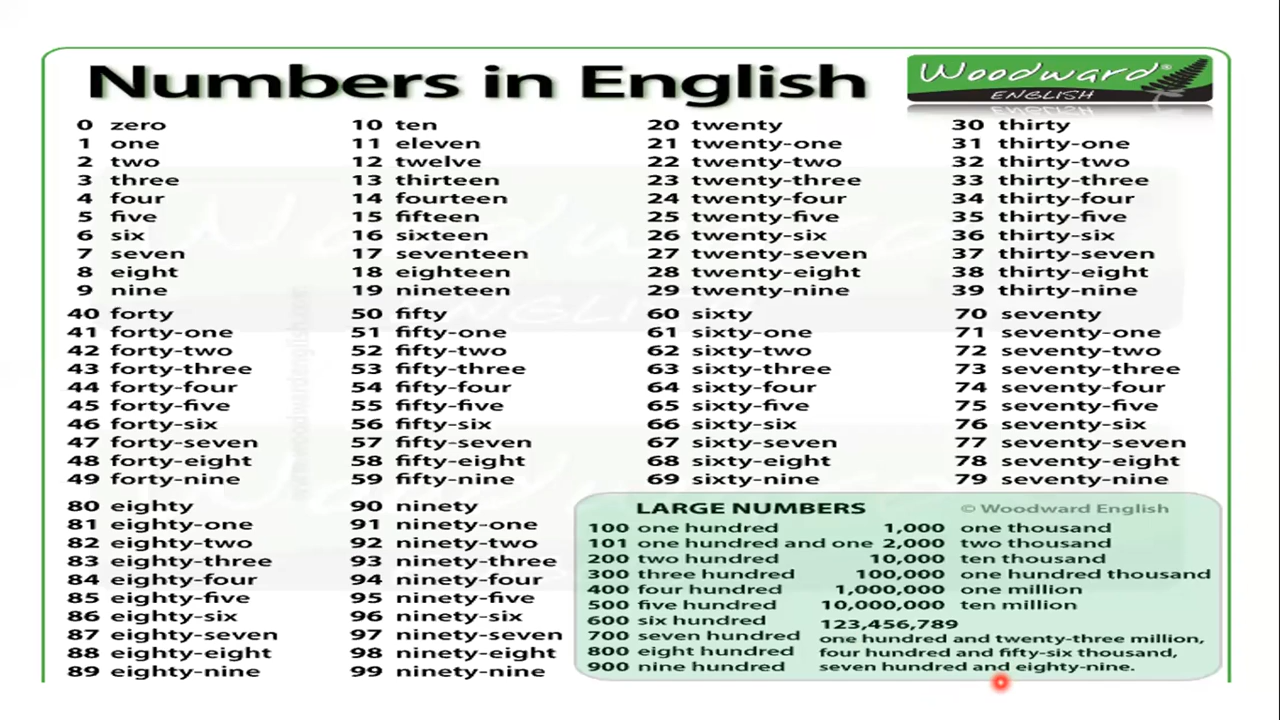 Numbers in English
Woodward®
ENGLISH
0 zero
1 one
2 two
3 three
4 four
5 five
6 six
7 seven
8 eight
9 nine
10 ten
11 eleven
12 twelve
13 thirteen
14 fourteen
15 fifteen
16 sixteen
17 seventeen
18 eighteen
19 nineteen
20 twenty
21 twenty-one
22 twenty-two
23 twenty-three
24 twenty-four
25 twenty-five
26 twenty-six
27 twenty-seven
28 twenty-eight
29 twenty-nine
30 thirty
31 thirty-one
32 thirty-two
33 thirty-three
34 thirty-four
35 thirty-five
36 thirty-six
37 thirty-seven
38 thirty-eight
39 thirty-nine
40 forty
41 forty-one
42 forty-two
43 forty-three
44 forty-four
45 forty-five
46 forty-six
47 forty-seven
48 forty-eight
49 forty-nine
50 fifty
51 fifty-one
52 fifty-two
53 fifty-three
54 fifty-four
55 fifty-five
56 fifty-six
57 fifty-seven
58 fifty-eight
59 fifty-nine
60 sixty
61 sixty-one
62 sixty-two
63 sixty-three
64 sixty-four
65 sixty-five
66 sixty-six
67 sixty-seven
68 sixty-eight
69 sixty-nine
70 seventy
71 seventy-one
72 seventy-two
73 seventy-three
74 seventy-four
75 seventy-five
76 seventy-six
77 seventy-seven
78 seventy-eight
79 seventy-nine
80 eighty
81 eighty-one
82 eighty-two
83 eighty-three
84 eighty-four
85 eighty-five
86 eighty-six
87 eighty-seven
88 eighty-eight
89 eighty-nine
90 ninety
91 ninety-one
92 ninety-two
93 ninety-three
94 ninety-four
95 ninety-five
96 ninety-six
97 ninety-seven
98 ninety-eight
99 ninety-nine
LARGE NUMBERS
© Woodward English
100 one hundred
101 one hundred and one
200 two hundred
300 three hundred
400 four hundred
500 five hundred
600 six hundred
700 seven hundred
800 eight hundred
900 nine hundred
1,000 one thousand
2,000 two thousand
10,000 ten thousand
100,000 one hundred thousand
1,000,000 one million
10,000,000 ten million
123,456,789
one hundred and twenty-three million,
four hundred and fifty-six thousand,
seven hundred and eighty-nine.
www.woodwardenglish.com